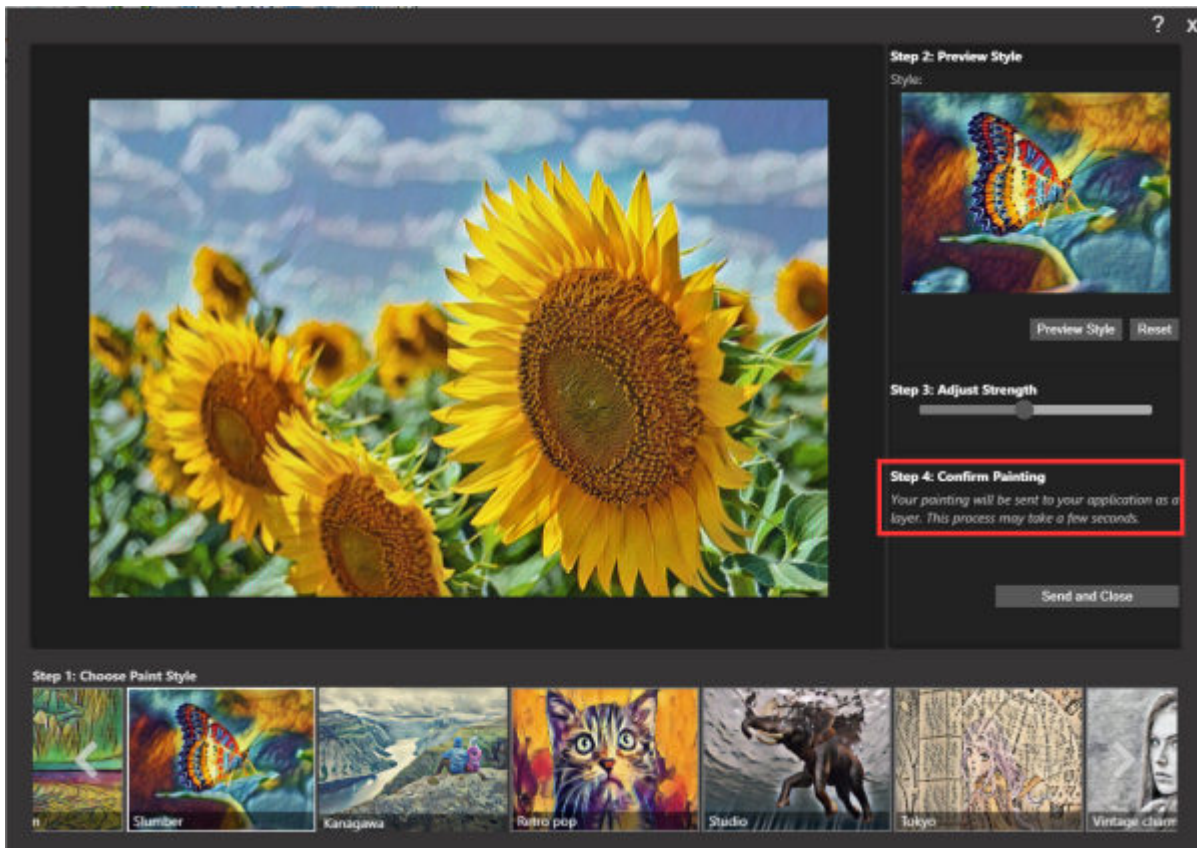 ? X
Step 2: Preview Style
Style:
Preview Style Reset
Step 3: Adjust Strength
Step 4: Confirm Painting
Your painting will be sent to your application as a
layer. This process may take a few seconds.
Send and Close
Step 1: Choose Paint Style
n
Slumber
Kanagawa
Retro pop
Studio
Tokyo
Vintage charm